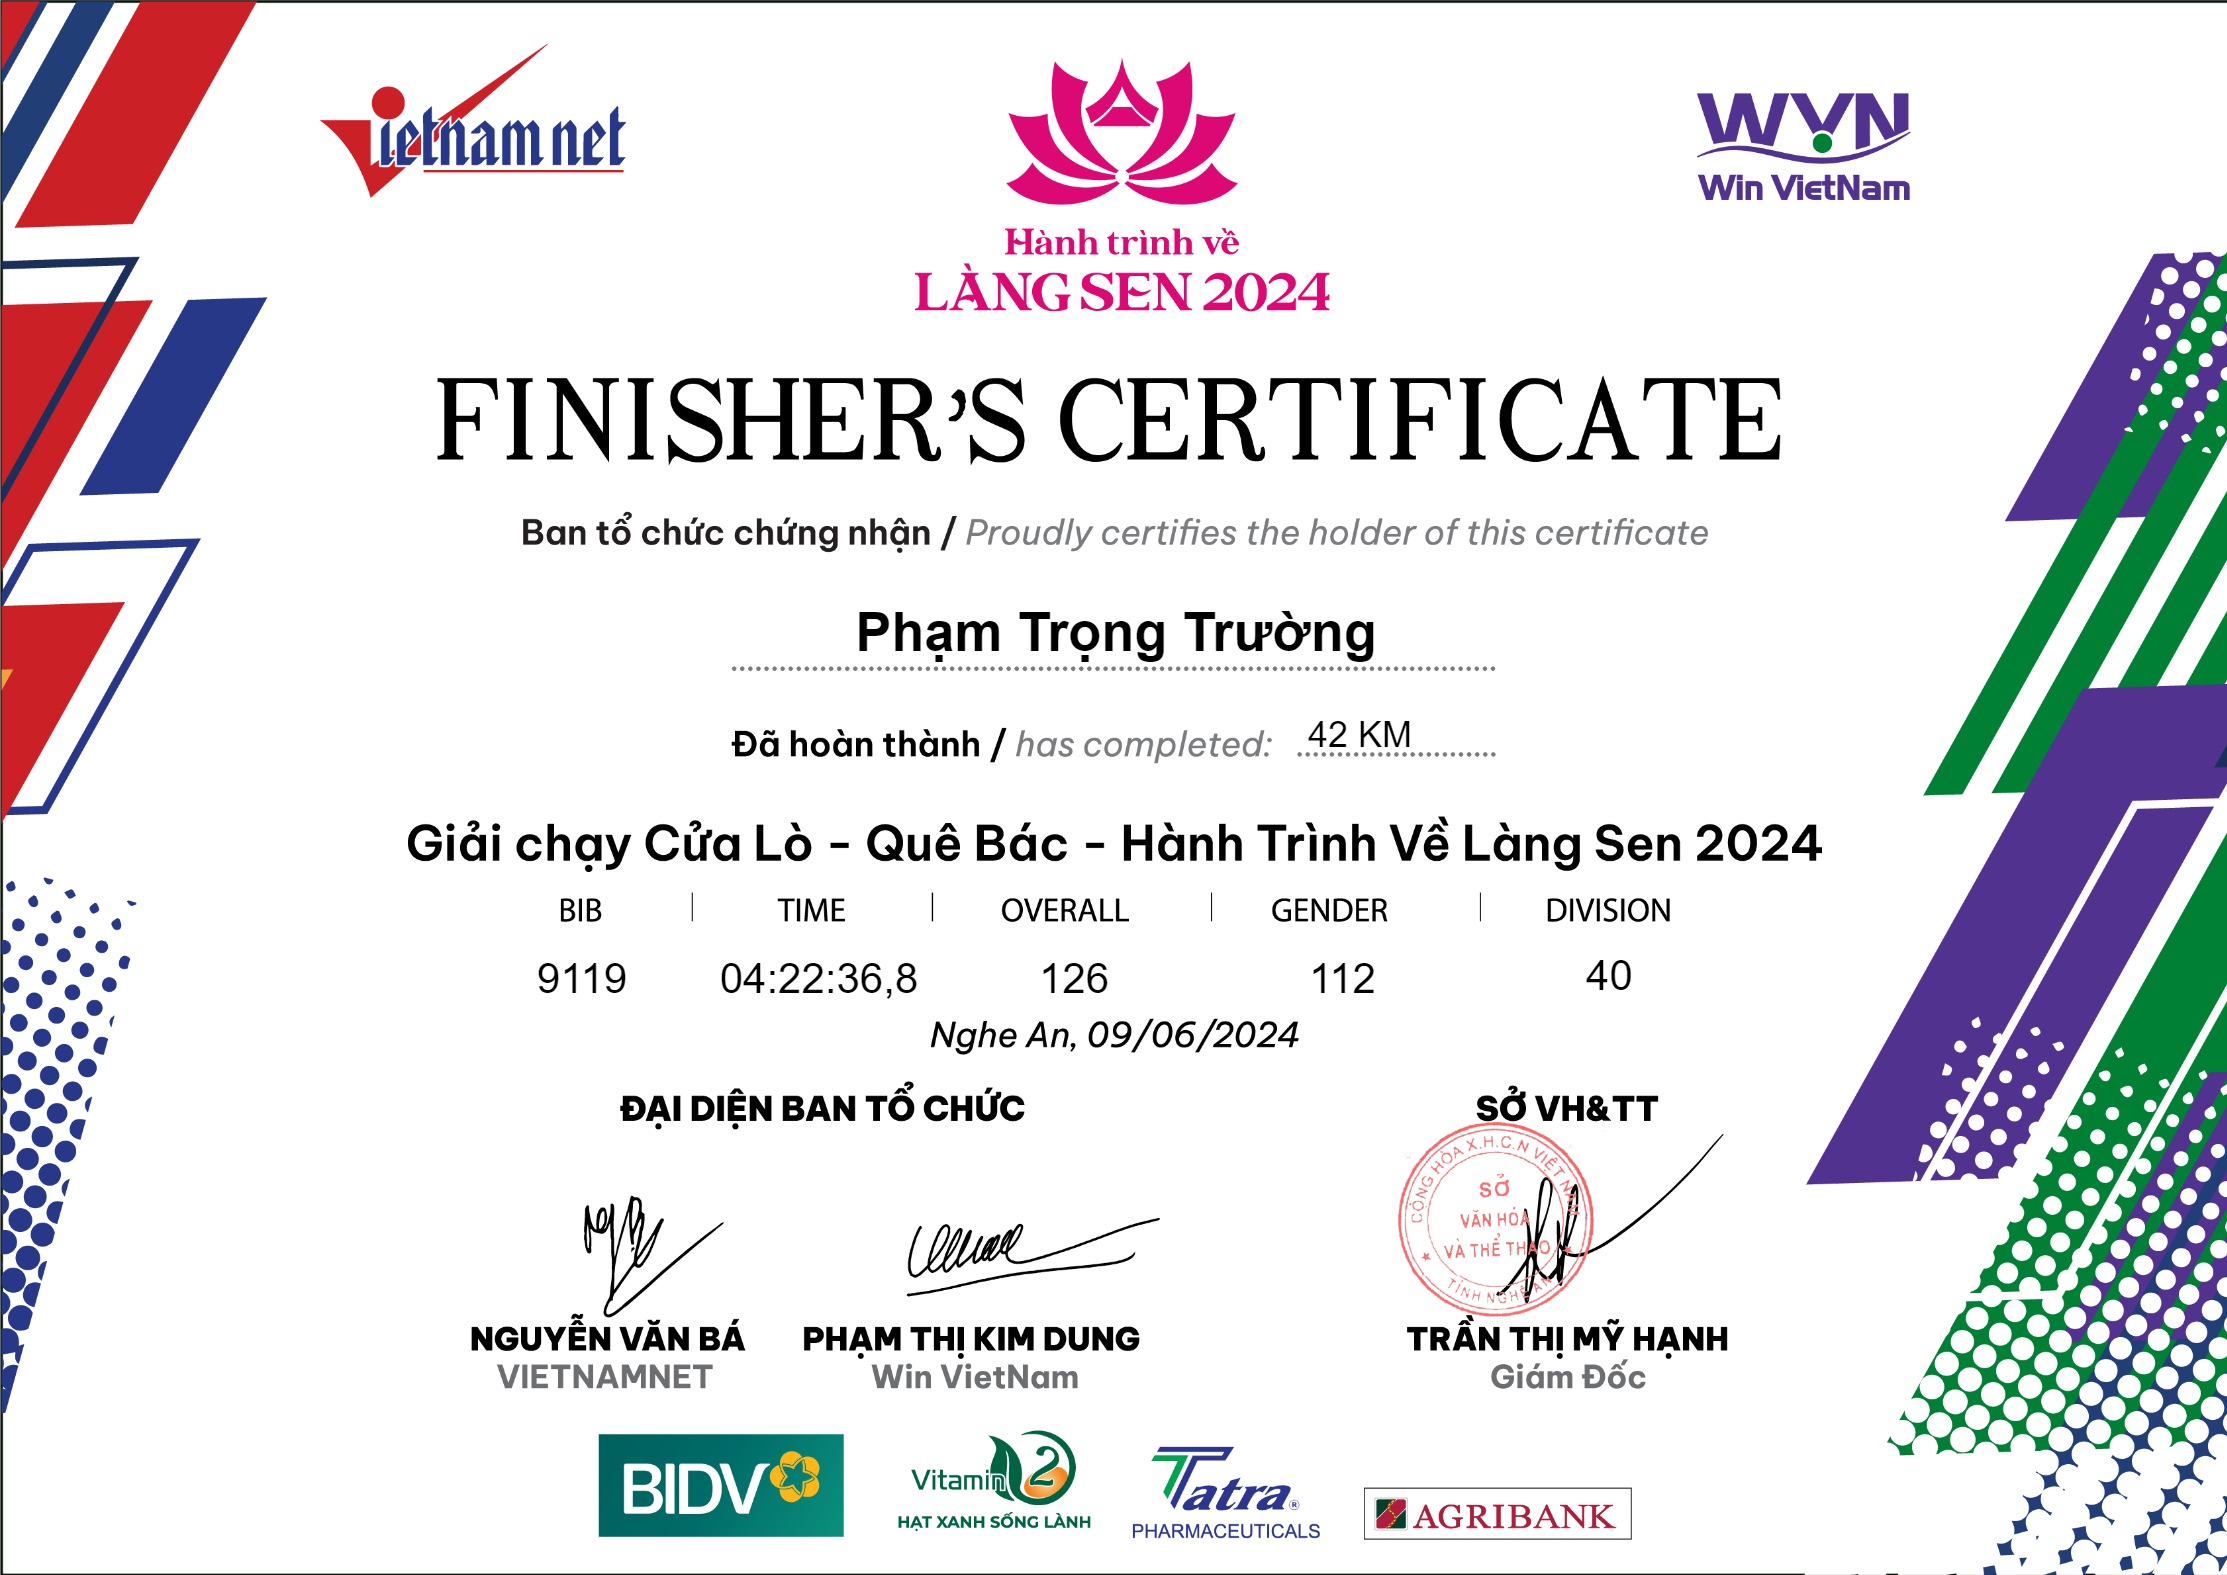 Vietnamnet
WVN
Win VietNam
Hành trình về
LÀNG SEN 2024
FINISHER'S CERTIFICATE
Ban tổ chức chứng nhận / Proudly certifies the holder of this certificate
Phạm Trọng Trường
Đã hoàn thành / has completed: 42 KM
Giải chạy Cửa Lò - Quê Bác - Hành Trình Về Làng Sen 2024
BIB TIME OVERALL GENDER DIVISION
9119 04:22:36,8 126 112 40
Nghe An, 09/06/2024
ĐẠI DIỆN BAN TỔ CHỨC SỞ VH&TT
CỘNG HÒA X.H.C.N VIỆT NAM
SỞ
VĂN HÓA
VÀ THỂ THAO
TỈNH NGHỆ AN
NGUYỄN VĂN BÁ PHẠM THỊ KIM DUNG TRẦN THỊ MỸ HẠNH
VIETNAMNET Win VietNam Giám Đốc
BIDV
Vitamin 2
HẠT XANH SỐNG LÀNH
Tatra®
PHARMACEUTICALS
AGRIBANK